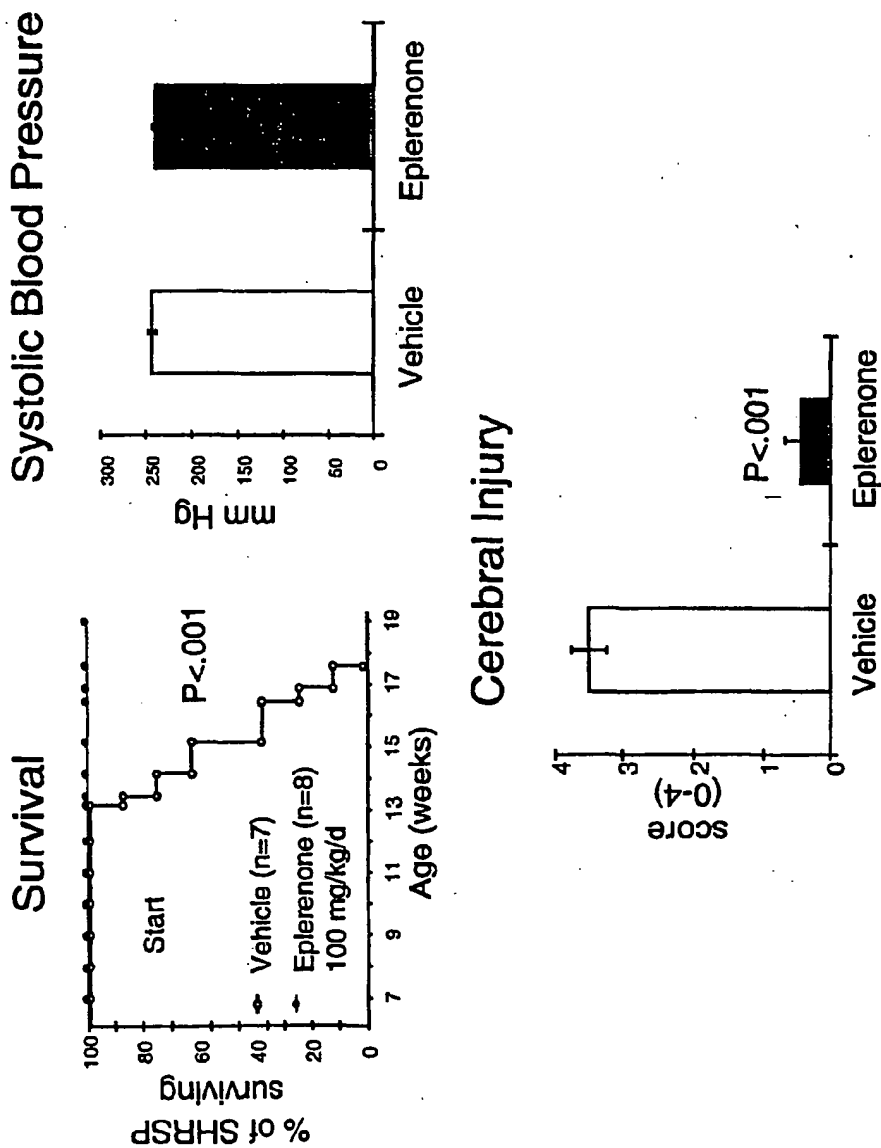 Survival
% of SHRSP
surviving
100
80
60
40
20
0
Start
P<.001
Vehicle (n=7)
Eplerenone (n=8)
100 mg/kg/d
7
9
11
13
15
17
19
Age (weeks)
Systolic Blood Pressure
mm Hg
300
250
200
150
100
50
0
Vehicle
Eplerenone
Cerebral Injury
score
(0-4)
4
3
2
1
0
P<.001
Vehicle
Eplerenone